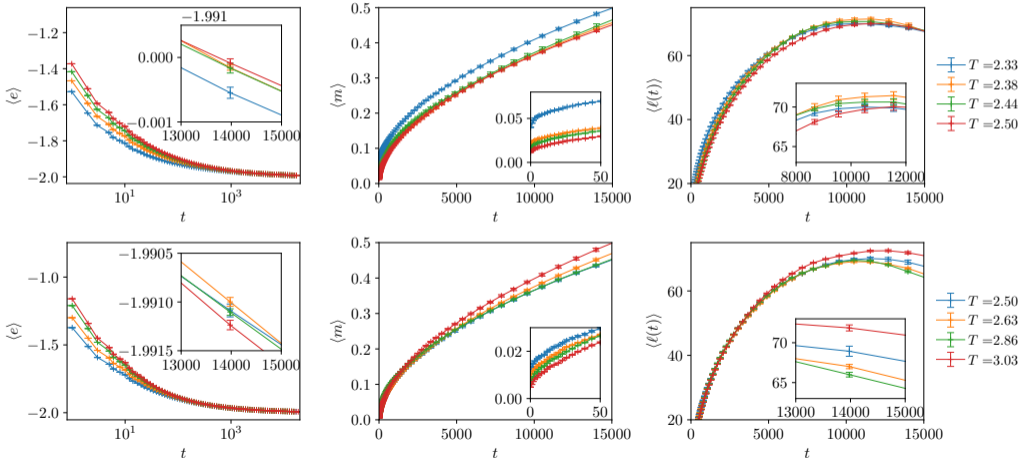 −1.991
−1.2
−1.4
−1.6
−1.8
−2.0
⟨e⟩
0.000
−0.001
13000 14000 15000
10¹ 10³
t
0.5
0.4
0.3
0.2
0.1
0.0
⟨m⟩
0.05
0.00
0 50
0 5000 10000 15000
t
60
40
20
⟨ℓ(t)⟩
70
65
8000 10000 12000
0 5000 10000 15000
t
T =2.33
T =2.38
T =2.44
T =2.50
−1.0
−1.5
−2.0
⟨e⟩
−1.9905
−1.9910
−1.9915
13000 14000 15000
10¹ 10³
t
0.5
0.4
0.3
0.2
0.1
0.0
⟨m⟩
0.02
0.00
0 50
0 5000 10000 15000
t
60
40
20
⟨ℓ(t)⟩
70
65
13000 14000 15000
0 5000 10000 15000
t
T =2.50
T =2.63
T =2.86
T =3.03